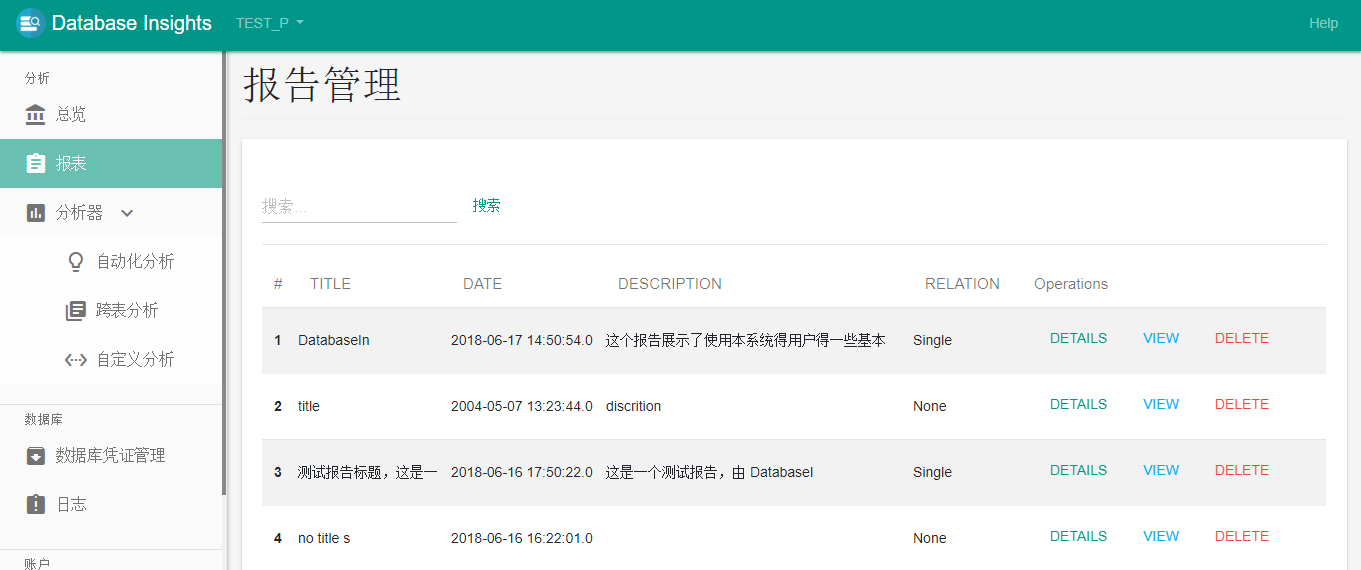 Database Insights TEST_P Help
分析
总览
报表
分析器
自动化分析
跨表分析
自定义分析
数据库
数据库凭证管理
日志
账户
报告管理
搜索... 搜索
# TITLE DATE DESCRIPTION RELATION Operations
1 DatabaseIn 2018-06-17 14:50:54.0 这个报告展示了使用本系统得用户得一些基本 Single DETAILS VIEW DELETE
2 title 2004-05-07 13:23:44.0 discrition None DETAILS VIEW DELETE
3 测试报告标题，这是一 2018-06-16 17:50:22.0 这是一个测试报告，由 Databasel Single DETAILS VIEW DELETE
4 no title s 2018-06-16 16:22:01.0 None DETAILS VIEW DELETE